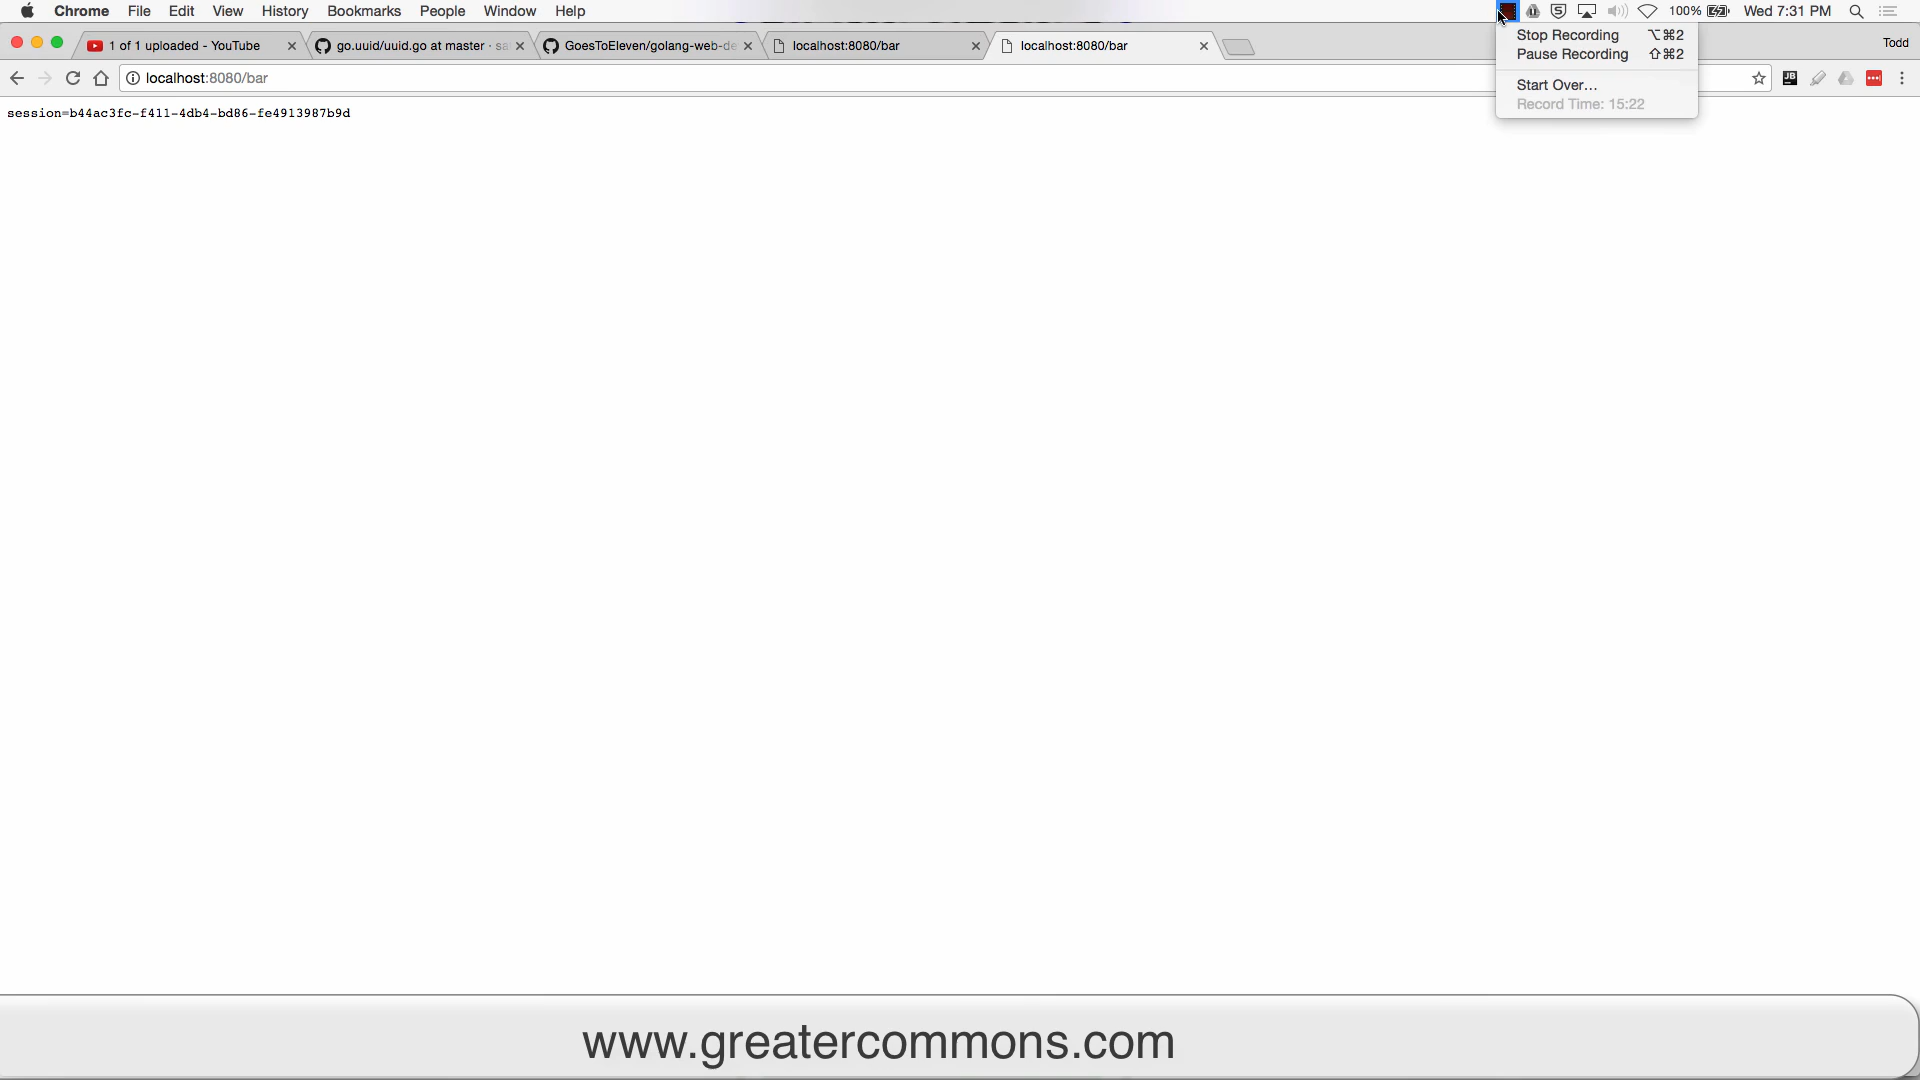 Chrome File Edit View History Bookmarks People Window Help
100% Wed 7:31 PM
Stop Recording ⌥⌘2
Pause Recording ⇧⌘2
Start Over…
Record Time: 15:22
1 of 1 uploaded - YouTube
go.uuid/uuid.go at master · sa
GoesToEleven/golang-web-de
localhost:8080/bar
localhost:8080/bar
Todd
localhost:8080/bar
session=b44ac3fc-f411-4db4-bd86-fe4913987b9d
www.greatercommons.com